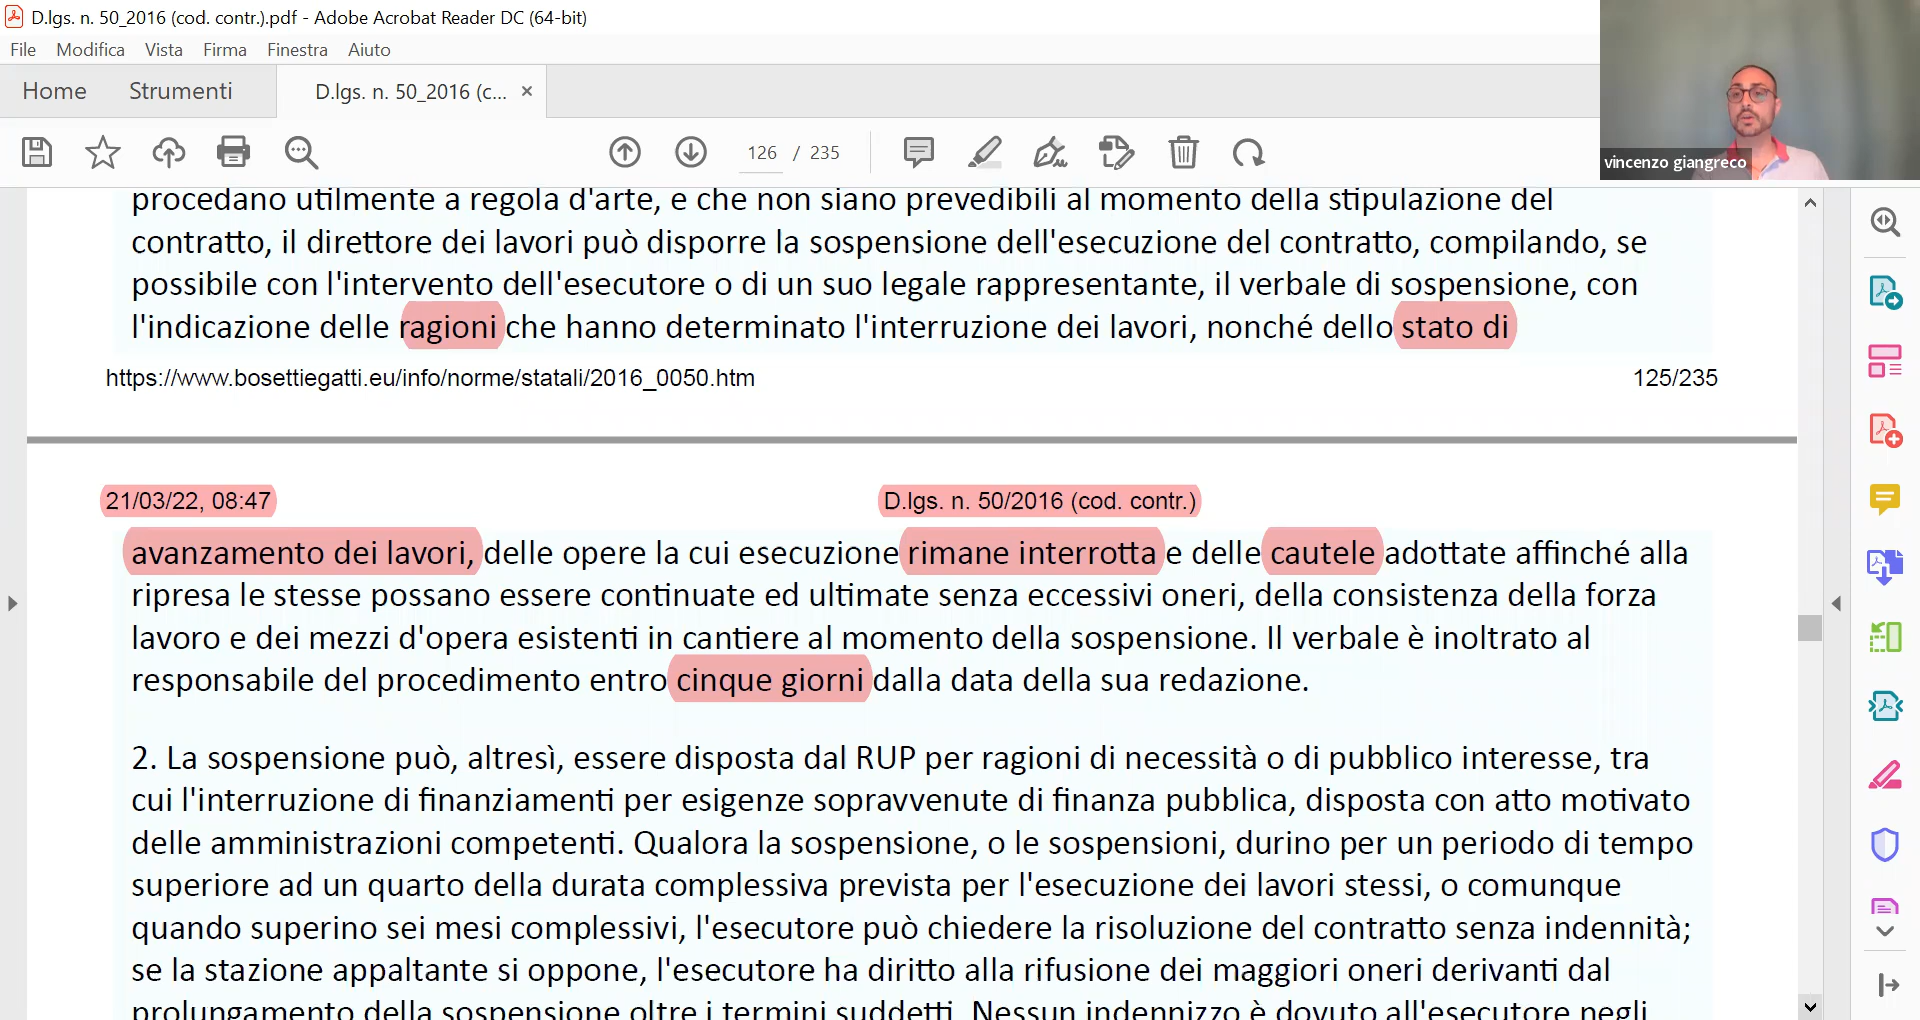 D.lgs. n. 50_2016 (cod. contr.).pdf - Adobe Acrobat Reader DC (64-bit)
File Modifica Vista Firma Finestra Aiuto
Home Strumenti D.lgs. n. 50_2016 (c... ×
126 / 235
vincenzo giangreco
procedano utilmente a regola d'arte, e che non siano prevedibili al momento della stipulazione del
contratto, il direttore dei lavori può disporre la sospensione dell'esecuzione del contratto, compilando, se
possibile con l'intervento dell'esecutore o di un suo legale rappresentante, il verbale di sospensione, con
l'indicazione delle ragioni che hanno determinato l'interruzione dei lavori, nonché dello stato di
https://www.bosettiegatti.eu/info/norme/statali/2016_0050.htm 125/235
21/03/22, 08:47 D.lgs. n. 50/2016 (cod. contr.)
avanzamento dei lavori, delle opere la cui esecuzione rimane interrotta e delle cautele adottate affinché alla
ripresa le stesse possano essere continuate ed ultimate senza eccessivi oneri, della consistenza della forza
lavoro e dei mezzi d'opera esistenti in cantiere al momento della sospensione. Il verbale è inoltrato al
responsabile del procedimento entro cinque giorni dalla data della sua redazione.
2. La sospensione può, altresì, essere disposta dal RUP per ragioni di necessità o di pubblico interesse, tra
cui l'interruzione di finanziamenti per esigenze sopravvenute di finanza pubblica, disposta con atto motivato
delle amministrazioni competenti. Qualora la sospensione, o le sospensioni, durino per un periodo di tempo
superiore ad un quarto della durata complessiva prevista per l'esecuzione dei lavori stessi, o comunque
quando superino sei mesi complessivi, l'esecutore può chiedere la risoluzione del contratto senza indennità;
se la stazione appaltante si oppone, l'esecutore ha diritto alla rifusione dei maggiori oneri derivanti dal
prolungamento della sospensione oltre i termini suddetti. Nessun indennizzo è dovuto all'esecutore negli